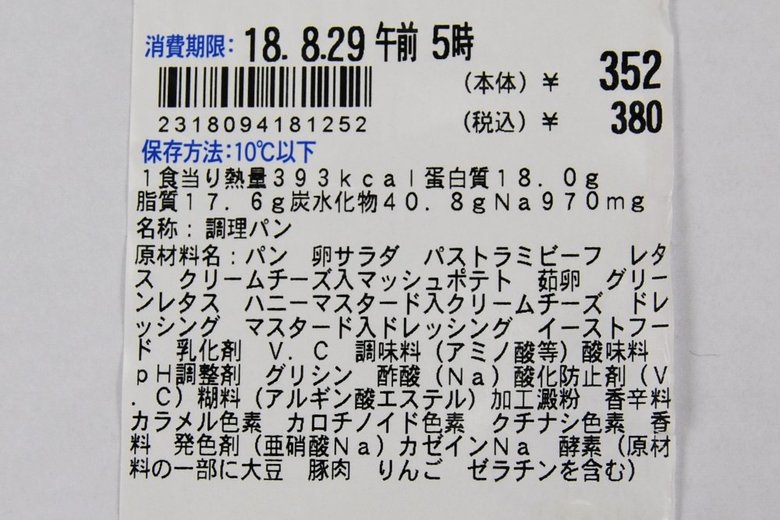 消費期限: 18. 8.29 午前 5時
(本体) ¥ 352
2318094181252
(税込) ¥ 380
保存方法:10℃以下
1食当り熱量393kcal蛋白質18.0g
脂質17.6g炭水化物40.8gNa970mg
名称:調理パン
原材料名:パン 卵サラダ パストラミビーフ レタ
ス クリームチーズ入マッシュポテト 茹卵 グリー
ンレタス ハニーマスタード入クリームチーズ ドレ
ッシング マスタード入ドレッシング イーストフー
ド 乳化剤 V.C 調味料(アミノ酸等)酸味料
pH調整剤 グリシン 酢酸(Na)酸化防止剤(V
.C)糊料(アルギン酸エステル)加工澱粉 香辛料
カラメル色素 カロチノイド色素 クチナシ色素 香
料 発色剤(亜硝酸Na)カゼインNa 酵素(原材
料の一部に大豆 豚肉 りんご ゼラチンを含む)